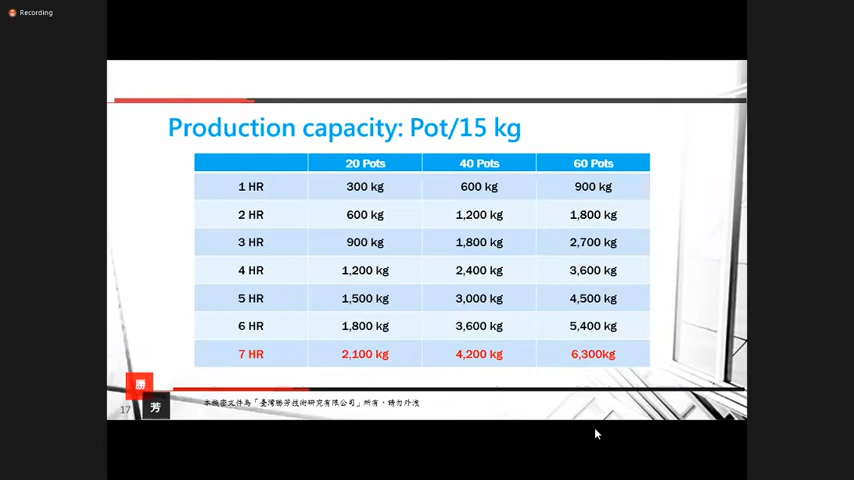 Recording
Production capacity: Pot/15 kg
20 Pots 40 Pots 60 Pots
1 HR 300 kg 600 kg 900 kg
2 HR 600 kg 1,200 kg 1,800 kg
3 HR 900 kg 1,800 kg 2,700 kg
4 HR 1,200 kg 2,400 kg 3,600 kg
5 HR 1,500 kg 3,000 kg 4,500 kg
6 HR 1,800 kg 3,600 kg 5,400 kg
7 HR 2,100 kg 4,200 kg 6,300kg
勝
17 芳
本機密文件為「臺灣勝芳技術研究有限公司」所有，請勿外洩